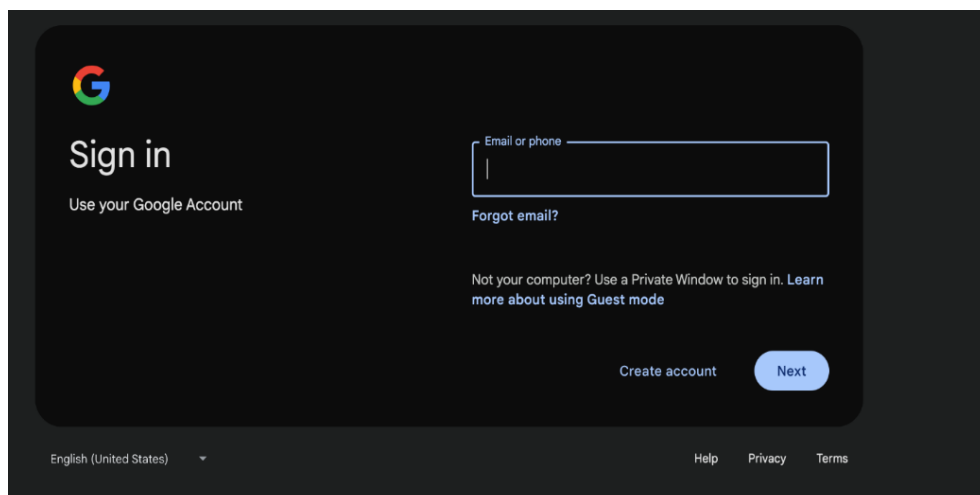 Sign in
Use your Google Account
Email or phone
Forgot email?
Not your computer? Use a Private Window to sign in. Learn
more about using Guest mode
Create account
Next
English (United States)
Help
Privacy
Terms